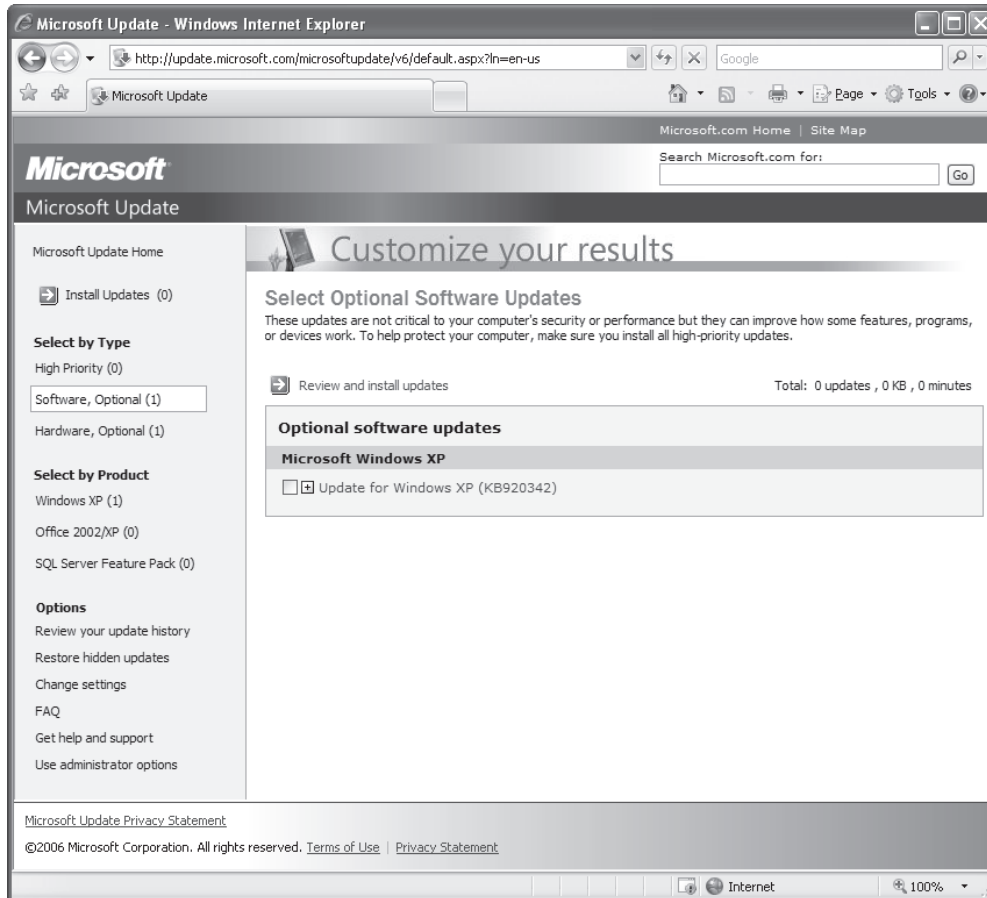 Microsoft Update - Windows Internet Explorer
http://update.microsoft.com/microsoftupdate/v6/default.aspx?ln=en-us
Google
Microsoft Update
Page
Tools
Microsoft.com Home | Site Map
Microsoft
Search Microsoft.com for:
Go
Microsoft Update
Microsoft Update Home
Install Updates (0)
Select by Type
High Priority (0)
Software, Optional (1)
Hardware, Optional (1)
Select by Product
Windows XP (1)
Office 2002/XP (0)
SQL Server Feature Pack (0)
Options
Review your update history
Restore hidden updates
Change settings
FAQ
Get help and support
Use administrator options
Customize your results
Select Optional Software Updates
These updates are not critical to your computer's security or performance but they can improve how some features, programs,
or devices work. To help protect your computer, make sure you install all high-priority updates.
Review and install updates
Total: 0 updates , 0 KB , 0 minutes
Optional software updates
Microsoft Windows XP
Update for Windows XP (KB920342)
Microsoft Update Privacy Statement
©2006 Microsoft Corporation. All rights reserved. Terms of Use | Privacy Statement
Internet
100%